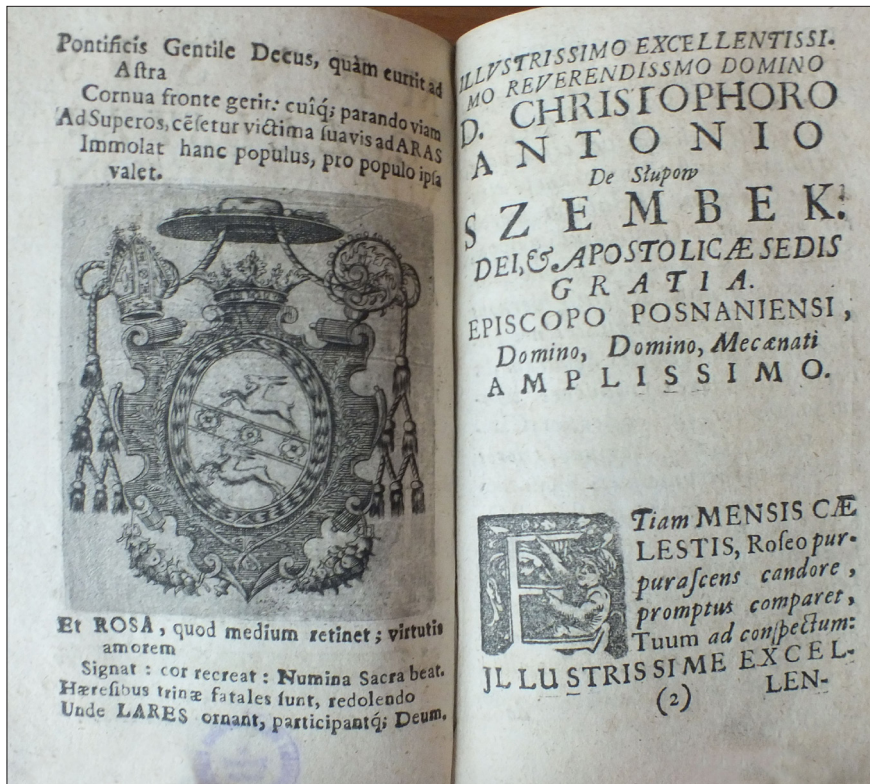 Pontificis Gentile Decus, quàm currit ad
Aſtra
Cornua fronte gerit: cuîq; parando viam
Ad Superos, cẽſetur victima ſuavis ad ARAS
Immolat hanc populus, pro populo ipſa
valet.
Et ROSA, quod medium retinet; virtutis
amorem
Signat : cor recreat : Numina Sacra beat.
Hæreſibus trinæ fatales ſunt, redolendo
Unde LARES ornant, participantq́; Deum.
ILLVSTRISSIMO EXCELLENTISSI-
MO REVERENDISSMO DOMINO
D. CHRISTOPHORO
ANTONIO
De Słupow
SZEMBEK:
DEI, & APOSTOLICÆ SEDIS
GRATIA.
EPISCOPO POSNANIENSI,
Domino, Domino, Mecænati
AMPLISSIMO.
ETiam MENSIS CÆ
LESTIS, Roſeo pur-
puraſcens candore,
promptus comparet,
Tuum ad conſpectum:
JLLUSTRISSIME EXCEL-
(2) LEN-